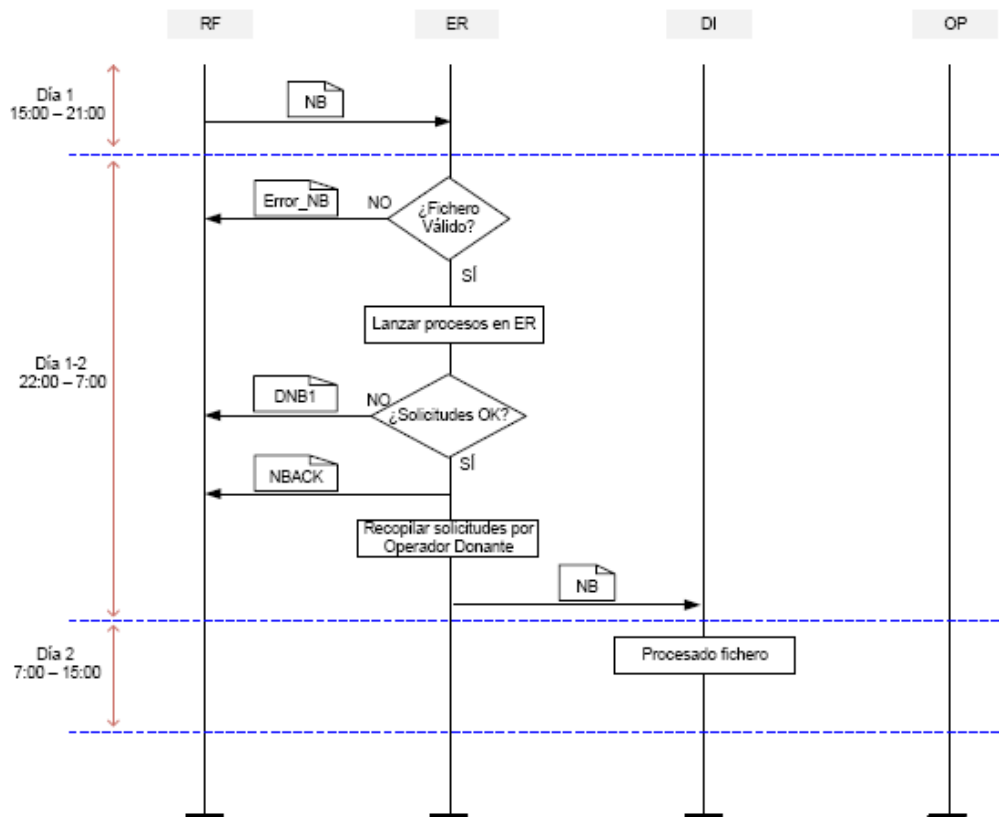 RF
ER
DI
OP
Día 1
15:00 – 21:00
NB
Error_NB
NO
¿Fichero
Válido?
SÍ
Lanzar procesos en ER
Día 1-2
22:00 – 7:00
DNB1
NO
¿Solicitudes OK?
SÍ
NBACK
Recopilar solicitudes por
Operador Donante
NB
Día 2
7:00 – 15:00
Procesado fichero